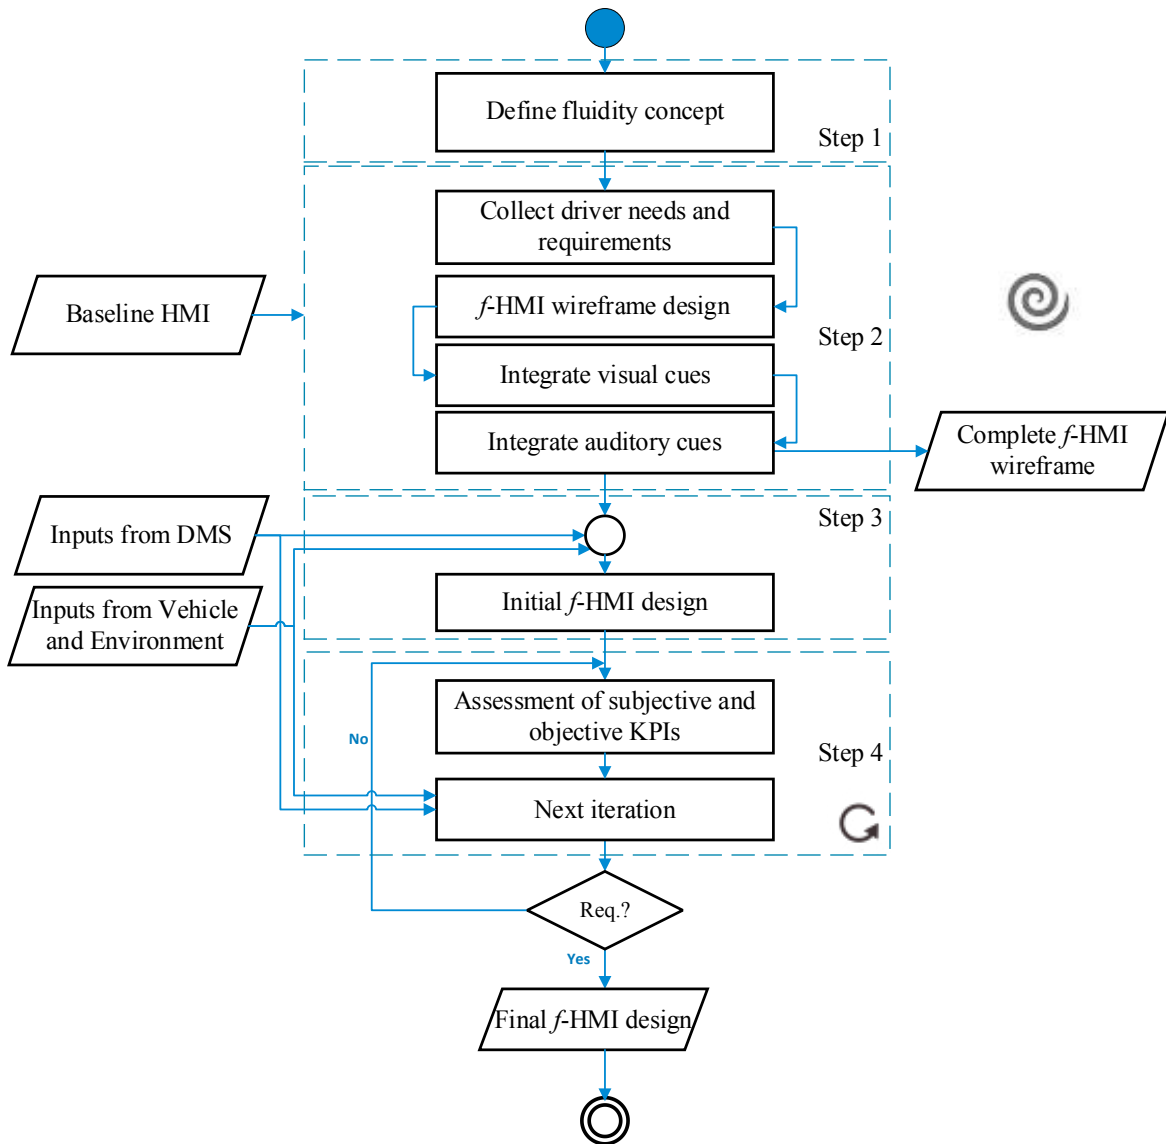 Define fluidity concept
Step 1
Collect driver needs and
requirements
Baseline HMI
f-HMI wireframe design
Step 2
Integrate visual cues
Integrate auditory cues
Complete f-HMI
wireframe
Step 3
Inputs from DMS
Initial f-HMI design
Inputs from Vehicle
and Environment
Assessment of subjective and
objective KPIs
No
Step 4
Next iteration
Req.?
Yes
Final f-HMI design